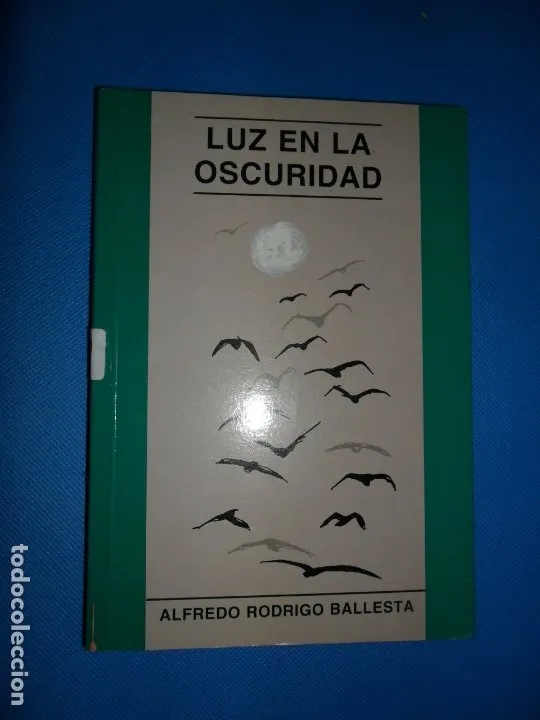 LUZ EN LA
OSCURIDAD
ALFREDO RODRIGO BALLESTA
todocoleccion